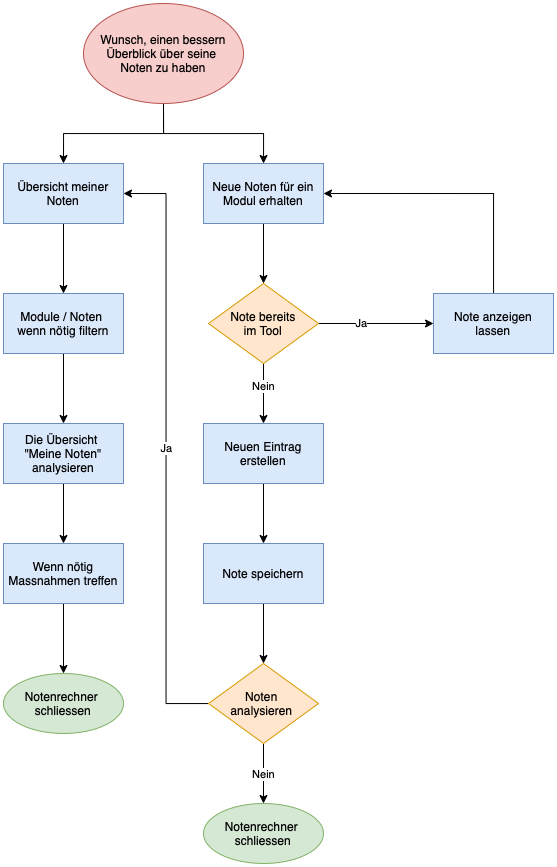 Wunsch, einen bessern
Überblick über seine
Noten zu haben
Übersicht meiner
Noten
Neue Noten für ein
Modul erhalten
Module / Noten
wenn nötig filtern
Note bereits
im Tool
Ja
Note anzeigen
lassen
Nein
Die Übersicht
"Meine Noten"
analysieren
Ja
Neuen Eintrag
erstellen
Wenn nötig
Massnahmen treffen
Note speichern
Notenrechner
schliessen
Noten
analysieren
Nein
Notenrechner
schliessen